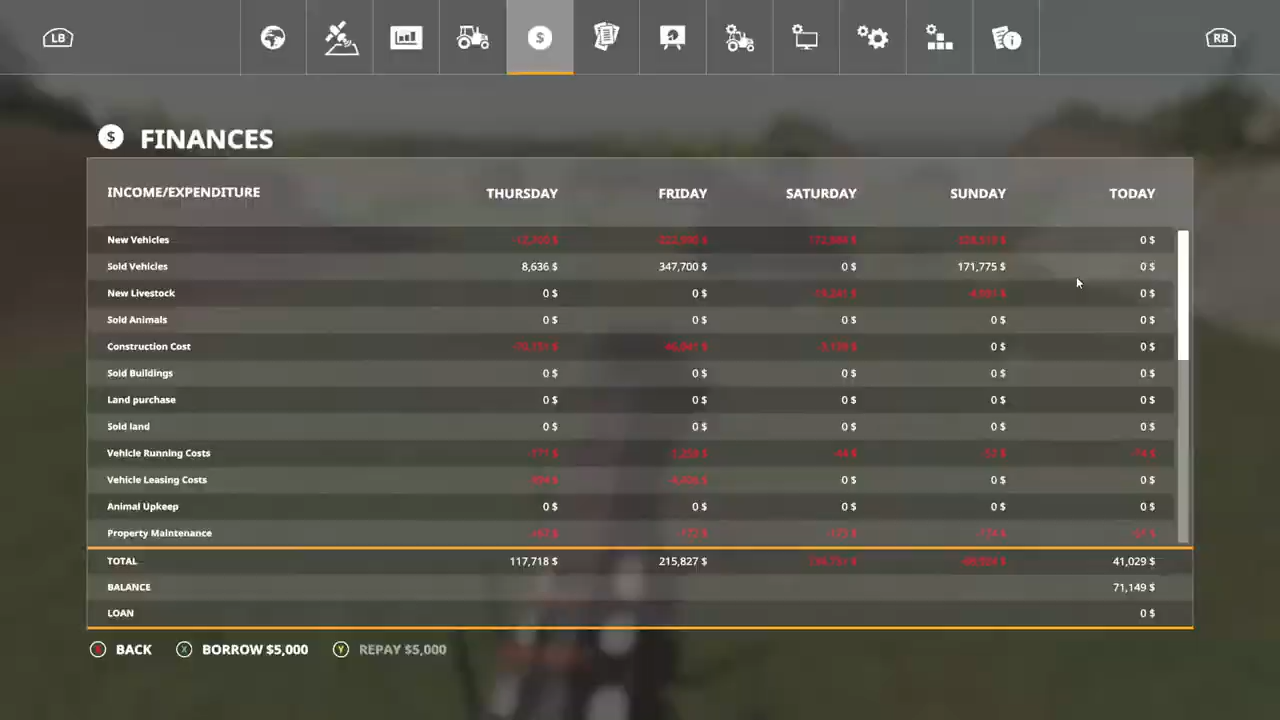 LB
$
RB
$ FINANCES
INCOME/EXPENDITURE THURSDAY FRIDAY SATURDAY SUNDAY TODAY
New Vehicles 0 $
Sold Vehicles 8,636 $ 347,700 $ 0 $ 171,775 $ 0 $
New Livestock 0 $ 0 $ 0 $
Sold Animals 0 $ 0 $ 0 $ 0 $ 0 $
Construction Cost 0 $ 0 $
Sold Buildings 0 $ 0 $ 0 $ 0 $ 0 $
Land purchase 0 $ 0 $ 0 $ 0 $ 0 $
Sold land 0 $ 0 $ 0 $ 0 $ 0 $
Vehicle Running Costs
Vehicle Leasing Costs 0 $ 0 $ 0 $
Animal Upkeep 0 $ 0 $ 0 $ 0 $ 0 $
Property Maintenance
TOTAL 117,718 $ 215,827 $ 41,029 $
BALANCE 71,149 $
LOAN 0 $
BACK X BORROW $5,000 Y REPAY $5,000